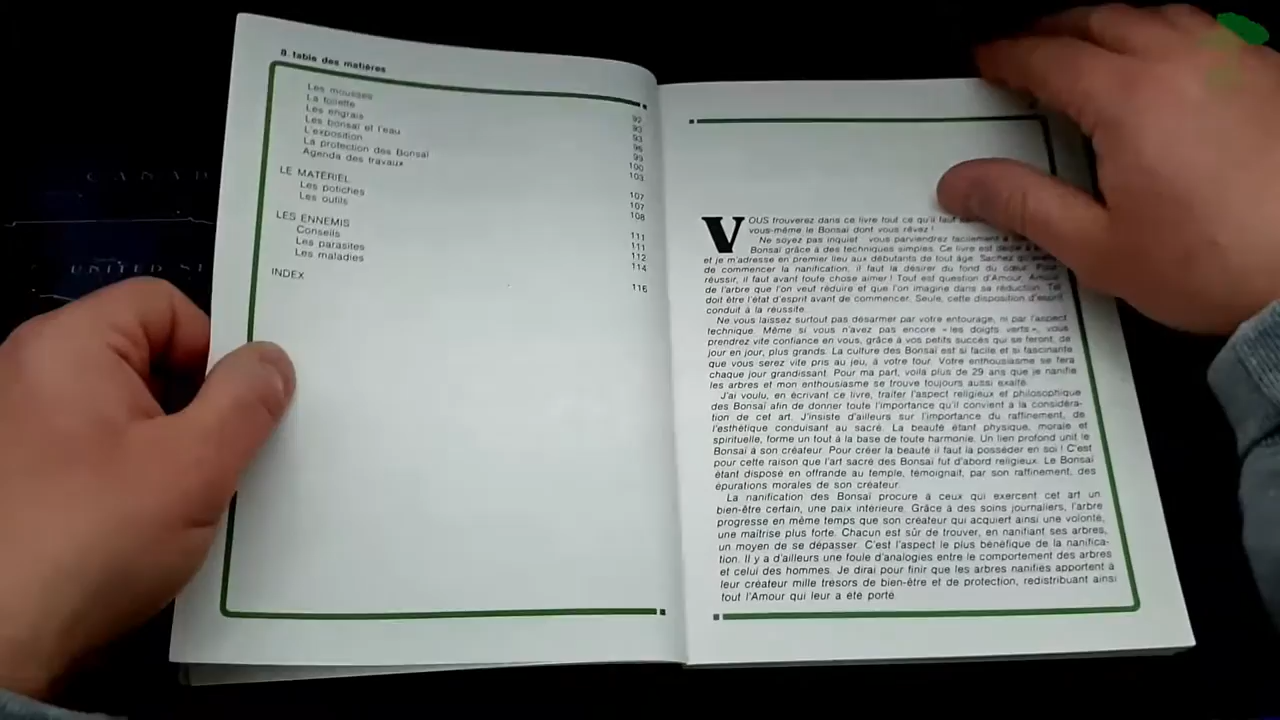 8. table des matières
Les mousses 92
La toilette 93
Les engrais 93
Les bonsaï et l'eau 96
L'exposition 99
La protection des Bonsaï 100
Agenda des travaux 103
LE MATÉRIEL 107
Les potiches 107
Les outils 108
LES ENNEMIS 111
Conseils 111
Les parasites 112
Les maladies 114
INDEX 116
VOUS trouverez dans ce livre tout ce qu'il faut
vous-même le Bonsaï dont vous rêvez !
Ne soyez pas inquiet vous parviendrez facilement à
Bonsaï grâce à des techniques simples. Ce livre est dédié à
et je m'adresse en premier lieu aux débutants de tout âge. Sachez qu'avant
de commencer la nanification, il faut la désirer du fond du cœur. Pour
réussir, il faut avant toute chose aimer ! Tout est question d'Amour, Amour
de l'arbre que l'on veut réduire et que l'on imagine dans sa réduction. Tel
doit être l'état d'esprit avant de commencer. Seule, cette disposition d'esprit
conduit à la réussite.
Ne vous laissez surtout pas désarmer par votre entourage, ni par l'aspect
technique. Même si vous n'avez pas encore « les doigts verts », vous
prendrez vite confiance en vous, grâce à vos petits succès qui se feront, de
jour en jour, plus grands. La culture des Bonsaï est si facile et si fascinante
que vous serez vite pris au jeu, à votre tour. Votre enthousiasme se fera
chaque jour grandissant. Pour ma part, voilà plus de 29 ans que je nanifie
les arbres et mon enthousiasme se trouve toujours aussi exalté.
J'ai voulu, en écrivant ce livre, traiter l'aspect religieux et philosophique
des Bonsaï afin de donner toute l'importance qu'il convient à la considéra-
tion de cet art. J'insiste d'ailleurs sur l'importance du raffinement, de
l'esthétique conduisant au sacré. La beauté étant physique, morale et
spirituelle, forme un tout à la base de toute harmonie. Un lien profond unit le
Bonsaï à son créateur. Pour créer la beauté il faut la posséder en soi ! C'est
pour cette raison que l'art sacré des Bonsaï fut d'abord religieux. Le Bonsaï
étant disposé en offrande au temple, témoignait, par son raffinement, des
épurations morales de son créateur.
La nanification des Bonsaï procure à ceux qui exercent cet art un
bien-être certain, une paix intérieure. Grâce à des soins journaliers, l'arbre
progresse en même temps que son créateur qui acquiert ainsi une volonté,
une maîtrise plus forte. Chacun est sûr de trouver, en nanifiant ses arbres,
un moyen de se dépasser. C'est l'aspect le plus bénéfique de la nanifica-
tion. Il y a d'ailleurs une foule d'analogies entre le comportement des arbres
et celui des hommes. Je dirai pour finir que les arbres nanifiés apportent à
leur créateur mille trésors de bien-être et de protection, redistribuant ainsi
tout l'Amour qui leur a été porté.